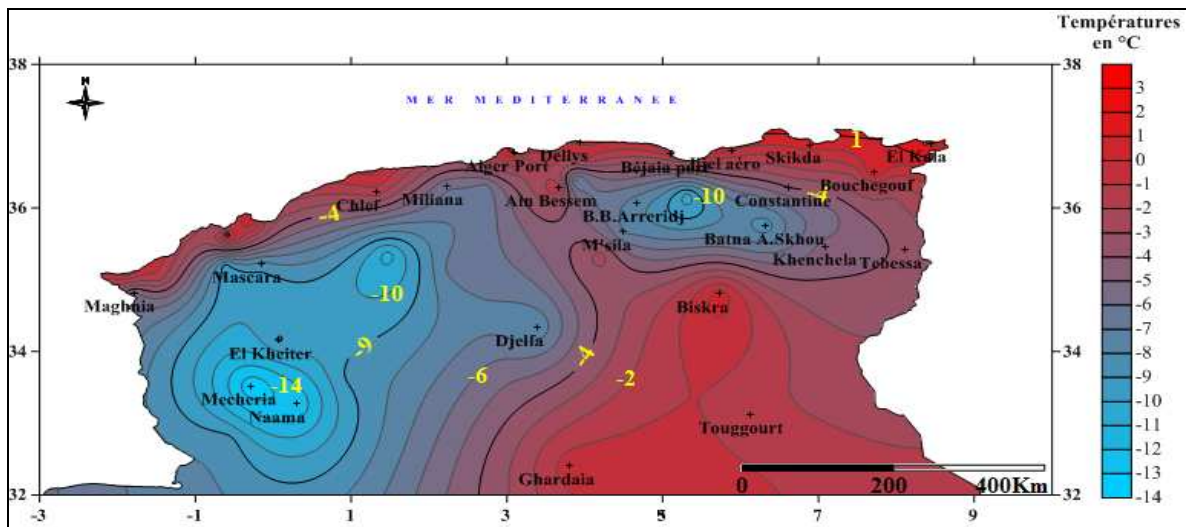 Températures
en °C
38
38
N
MER MEDITERRANEE
3
2
1
0
-1
-2
-3
-4
-5
-6
-7
-8
-9
-10
-11
-12
-13
-14
1
Dellys
Alger Port
Skikda
El Kala
Béjaia port
Jijel aéro
Bouchegouf
Ain Bessem
Miliana
Chlef
-4
-10
Constantine
-4
36
36
B.B.Arreridj
Batna A.Skhou
M'sila
Khenchela
Tebessa
Mascara
-10
Maghnia
Biskra
Djelfa
34
34
El Kheiter
-9
-4
-6
-2
-14
Mecheria
Naama
Touggourt
Ghardaia
0
200
400Km
32
32
-3
-1
1
3
5
7
9